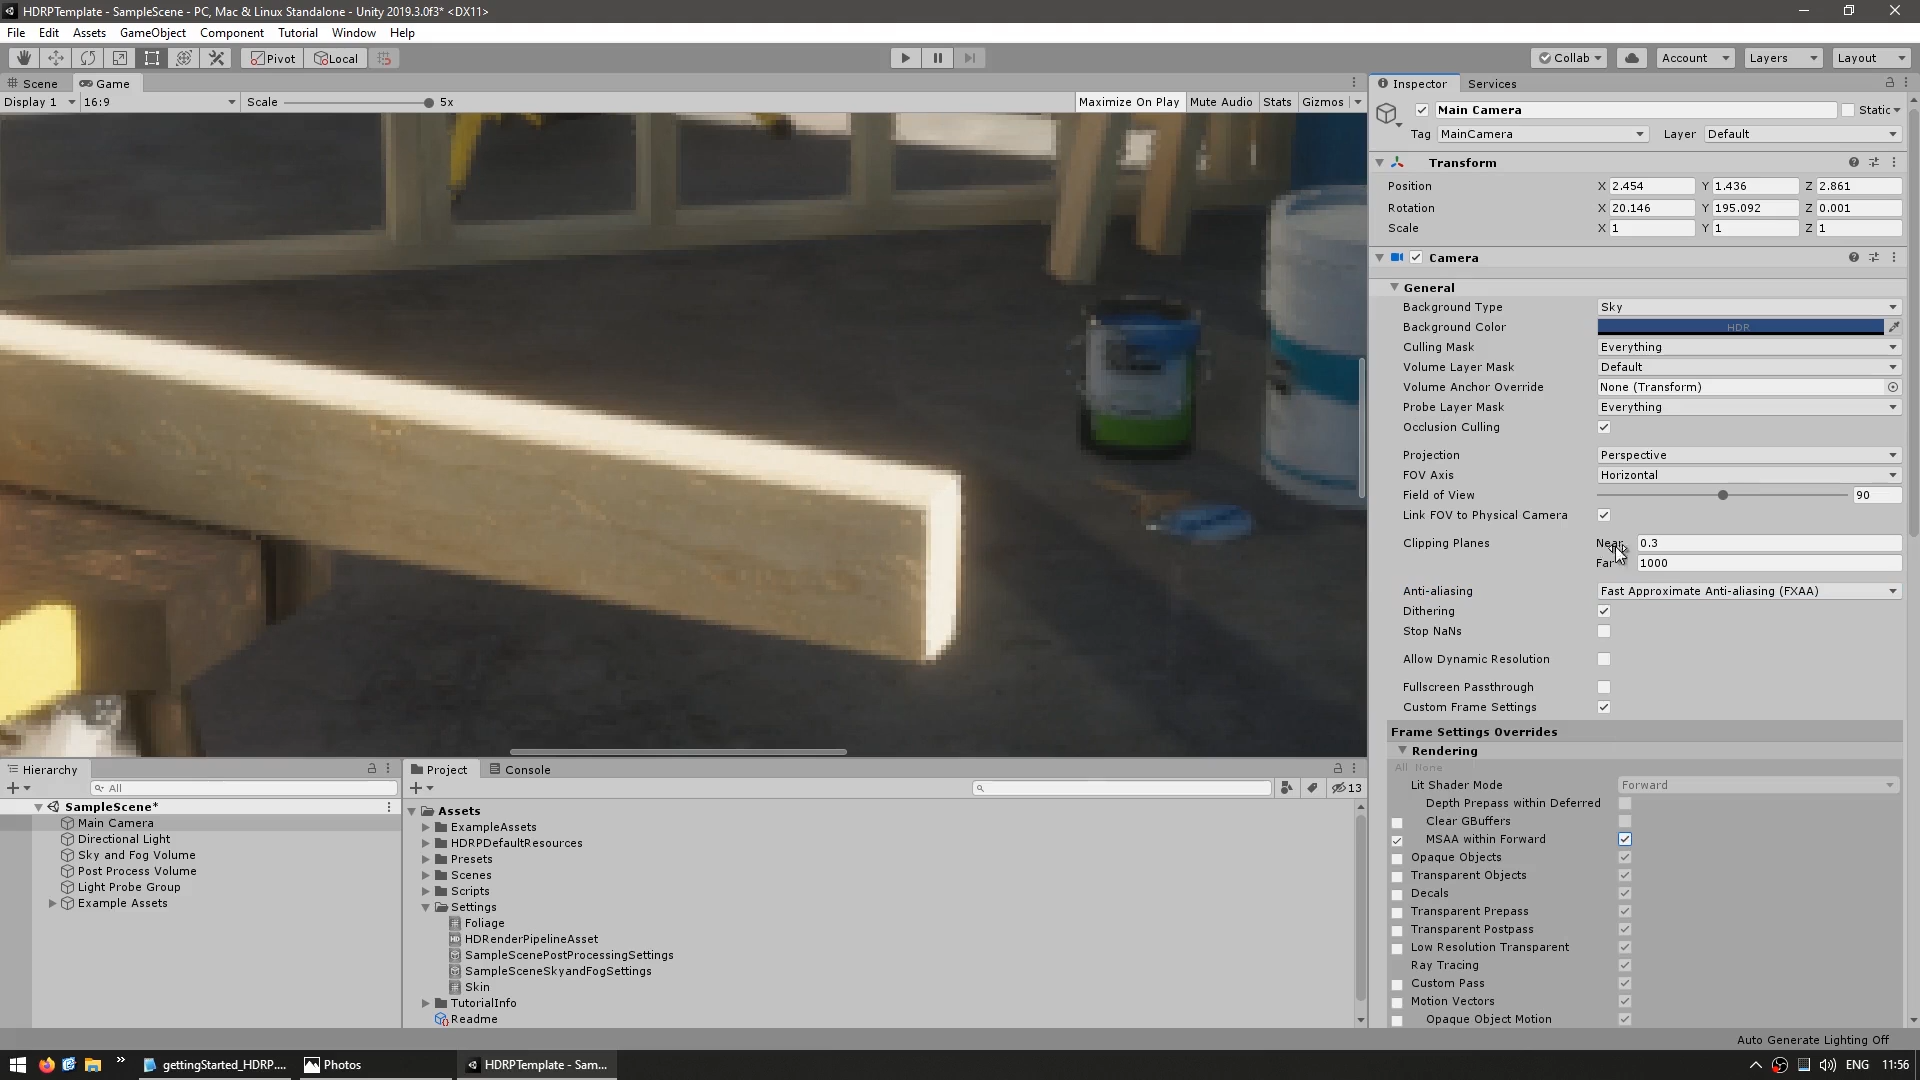 HDRPTemplate - SampleScene - PC, Mac & Linux Standalone - Unity 2019.3.0f3* <DX11>
File Edit Assets GameObject Component Tutorial Window Help
Pivot Local Collab Account Layers Layout
Scene Game
Display 1 16:9 Scale 5x Maximize On Play Mute Audio Stats Gizmos
Inspector Services
Main Camera Static
Tag MainCamera Layer Default
Transform
Position X 2.454 Y 1.436 Z 2.861
Rotation X 20.146 Y 195.092 Z 0.001
Scale X 1 Y 1 Z 1
Camera
General
Background Type Sky
Background Color HDR
Culling Mask Everything
Volume Layer Mask Default
Volume Anchor Override None (Transform)
Probe Layer Mask Everything
Occlusion Culling
Projection Perspective
FOV Axis Horizontal
Field of View 90
Link FOV to Physical Camera
Clipping Planes Near 0.3
Far 1000
Anti-aliasing Fast Approximate Anti-aliasing (FXAA)
Dithering
Stop NaNs
Allow Dynamic Resolution
Fullscreen Passthrough
Custom Frame Settings
Frame Settings Overrides
Rendering
All None
Lit Shader Mode Forward
Depth Prepass within Deferred
Clear GBuffers
MSAA within Forward
Opaque Objects
Transparent Objects
Decals
Transparent Prepass
Transparent Postpass
Low Resolution Transparent
Ray Tracing
Custom Pass
Motion Vectors
Opaque Object Motion
Hierarchy
All
SampleScene*
Main Camera
Directional Light
Sky and Fog Volume
Post Process Volume
Light Probe Group
Example Assets
Project Console
13
Assets
ExampleAssets
HDRPDefaultResources
Presets
Scenes
Scripts
Settings
Foliage
HDRenderPipelineAsset
SampleScenePostProcessingSettings
SampleSceneSkyandFogSettings
Skin
TutorialInfo
Readme
Auto Generate Lighting Off
gettingStarted_HDRP.... Photos HDRPTemplate - Sam... ENG 11:56